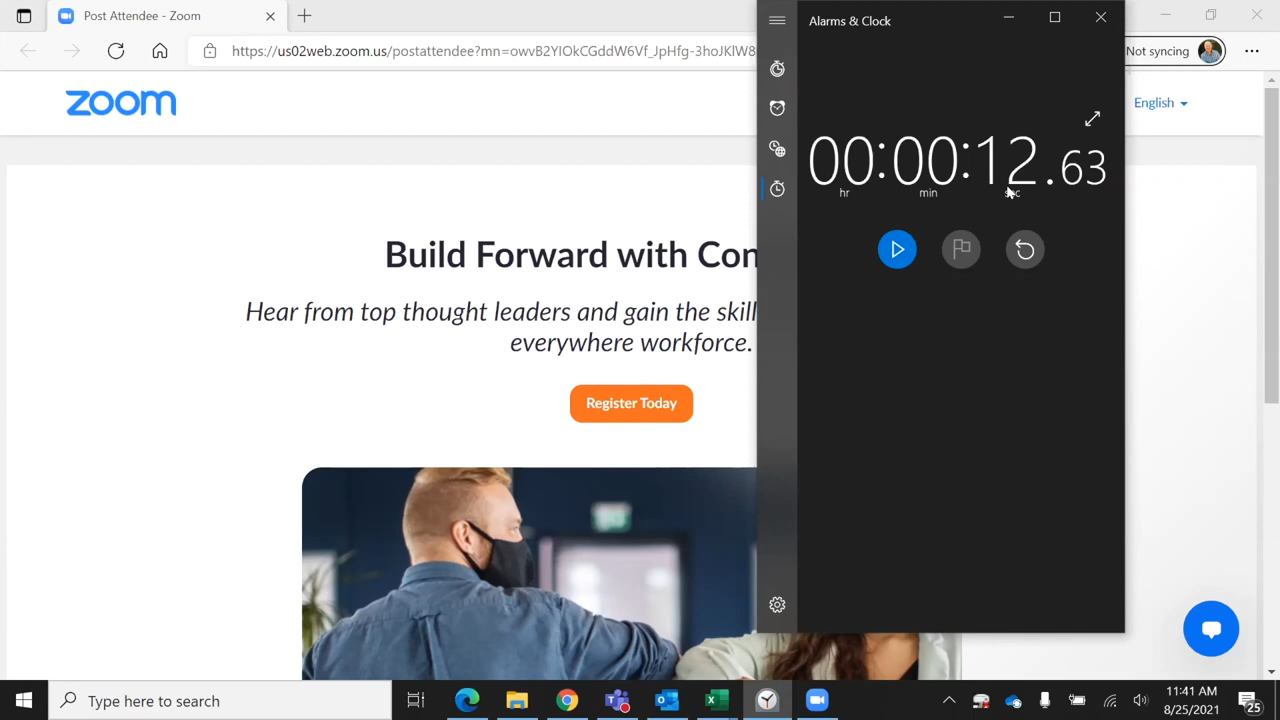 Post Attendee - Zoom
Alarms & Clock
https://us02web.zoom.us/postattendee?mn=
Not syncing
zoom
English
00:00:12.63
hr min
Build Forward with Con
Hear from top thought leaders and gain the skill
everywhere workforce.
Register Today
Type here to search
11:41 AM
8/25/2021
25